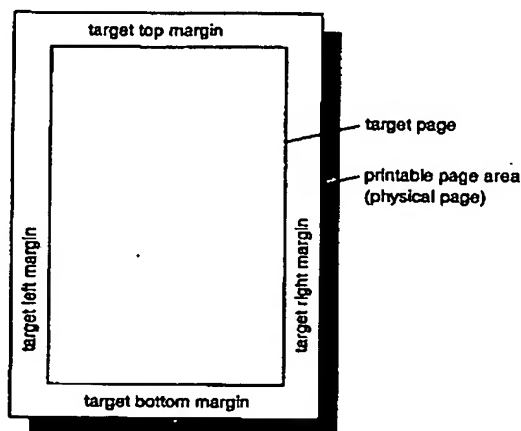 target top margin
target page
printable page area
(physical page)
target left margin
target right margin
target bottom margin